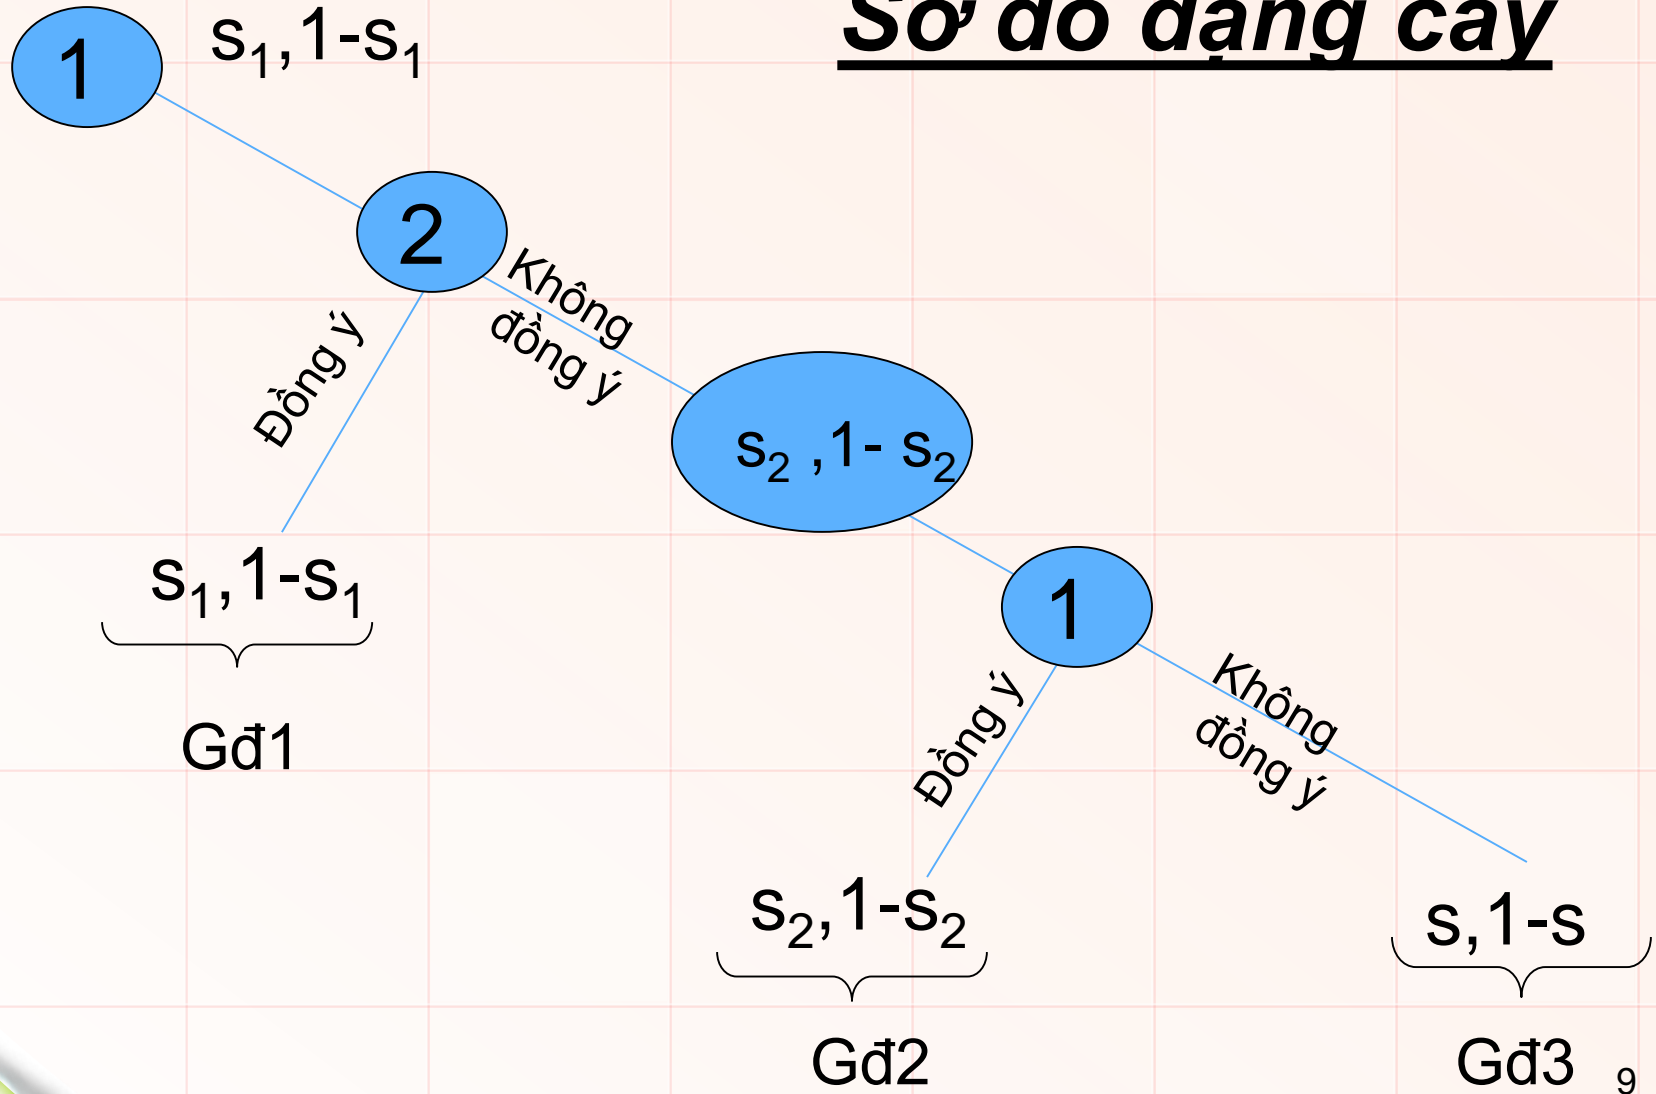 Sơ đồ dạng cây
1
s₁,1-s₁
2
Không
đồng ý
Đồng ý
s₂ ,1- s₂
s₁,1-s₁
1
Gđ1
Không
đồng ý
Đồng ý
s₂,1-s₂
s,1-s
Gđ2
Gđ3
9